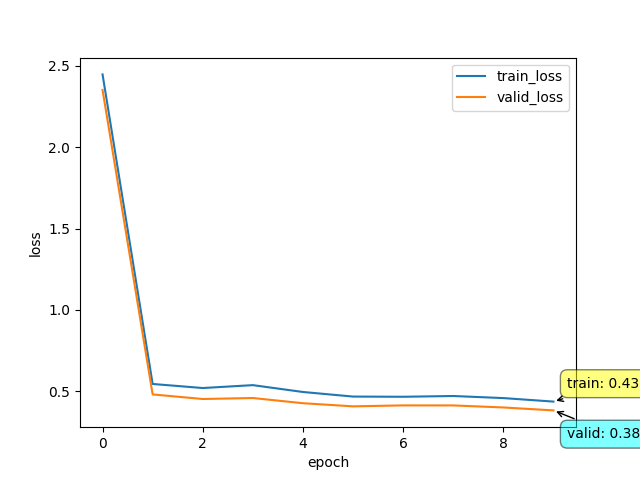 2.5
2.0
1.5
1.0
0.5
loss
train_loss
valid_loss
train: 0.43
valid: 0.38
0 2 4 6 8
epoch